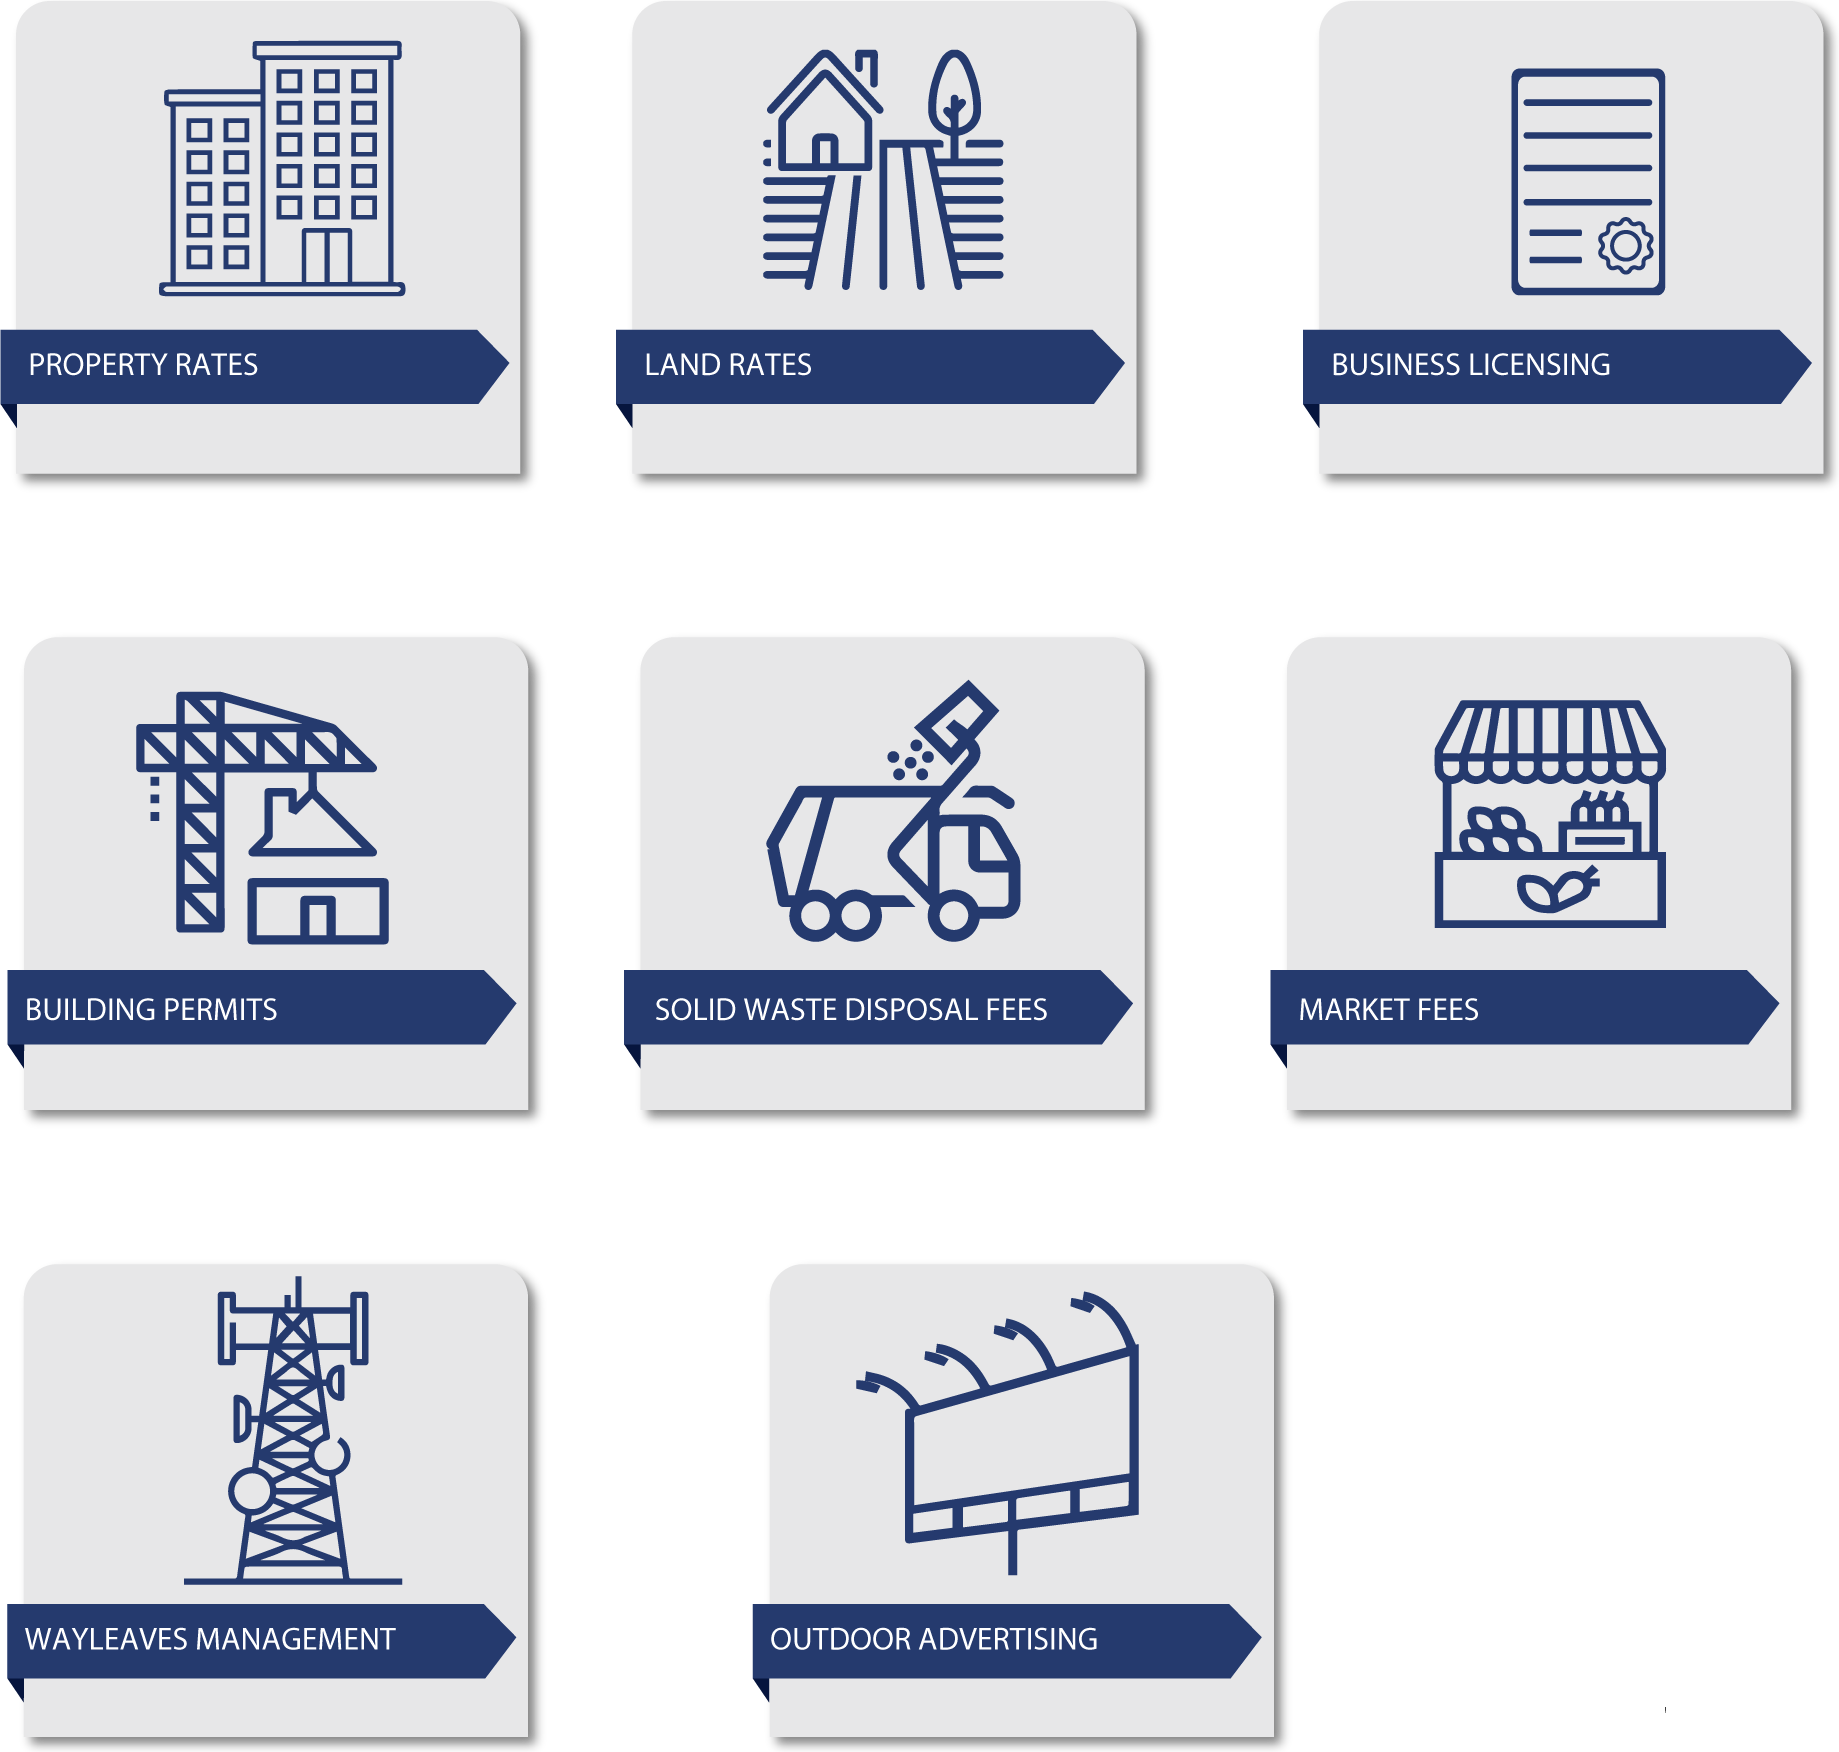 PROPERTY RATES
LAND RATES
BUSINESS LICENSING
BUILDING PERMITS
SOLID WASTE DISPOSAL FEES
MARKET FEES
WAYLEAVES MANAGEMENT
OUTDOOR ADVERTISING